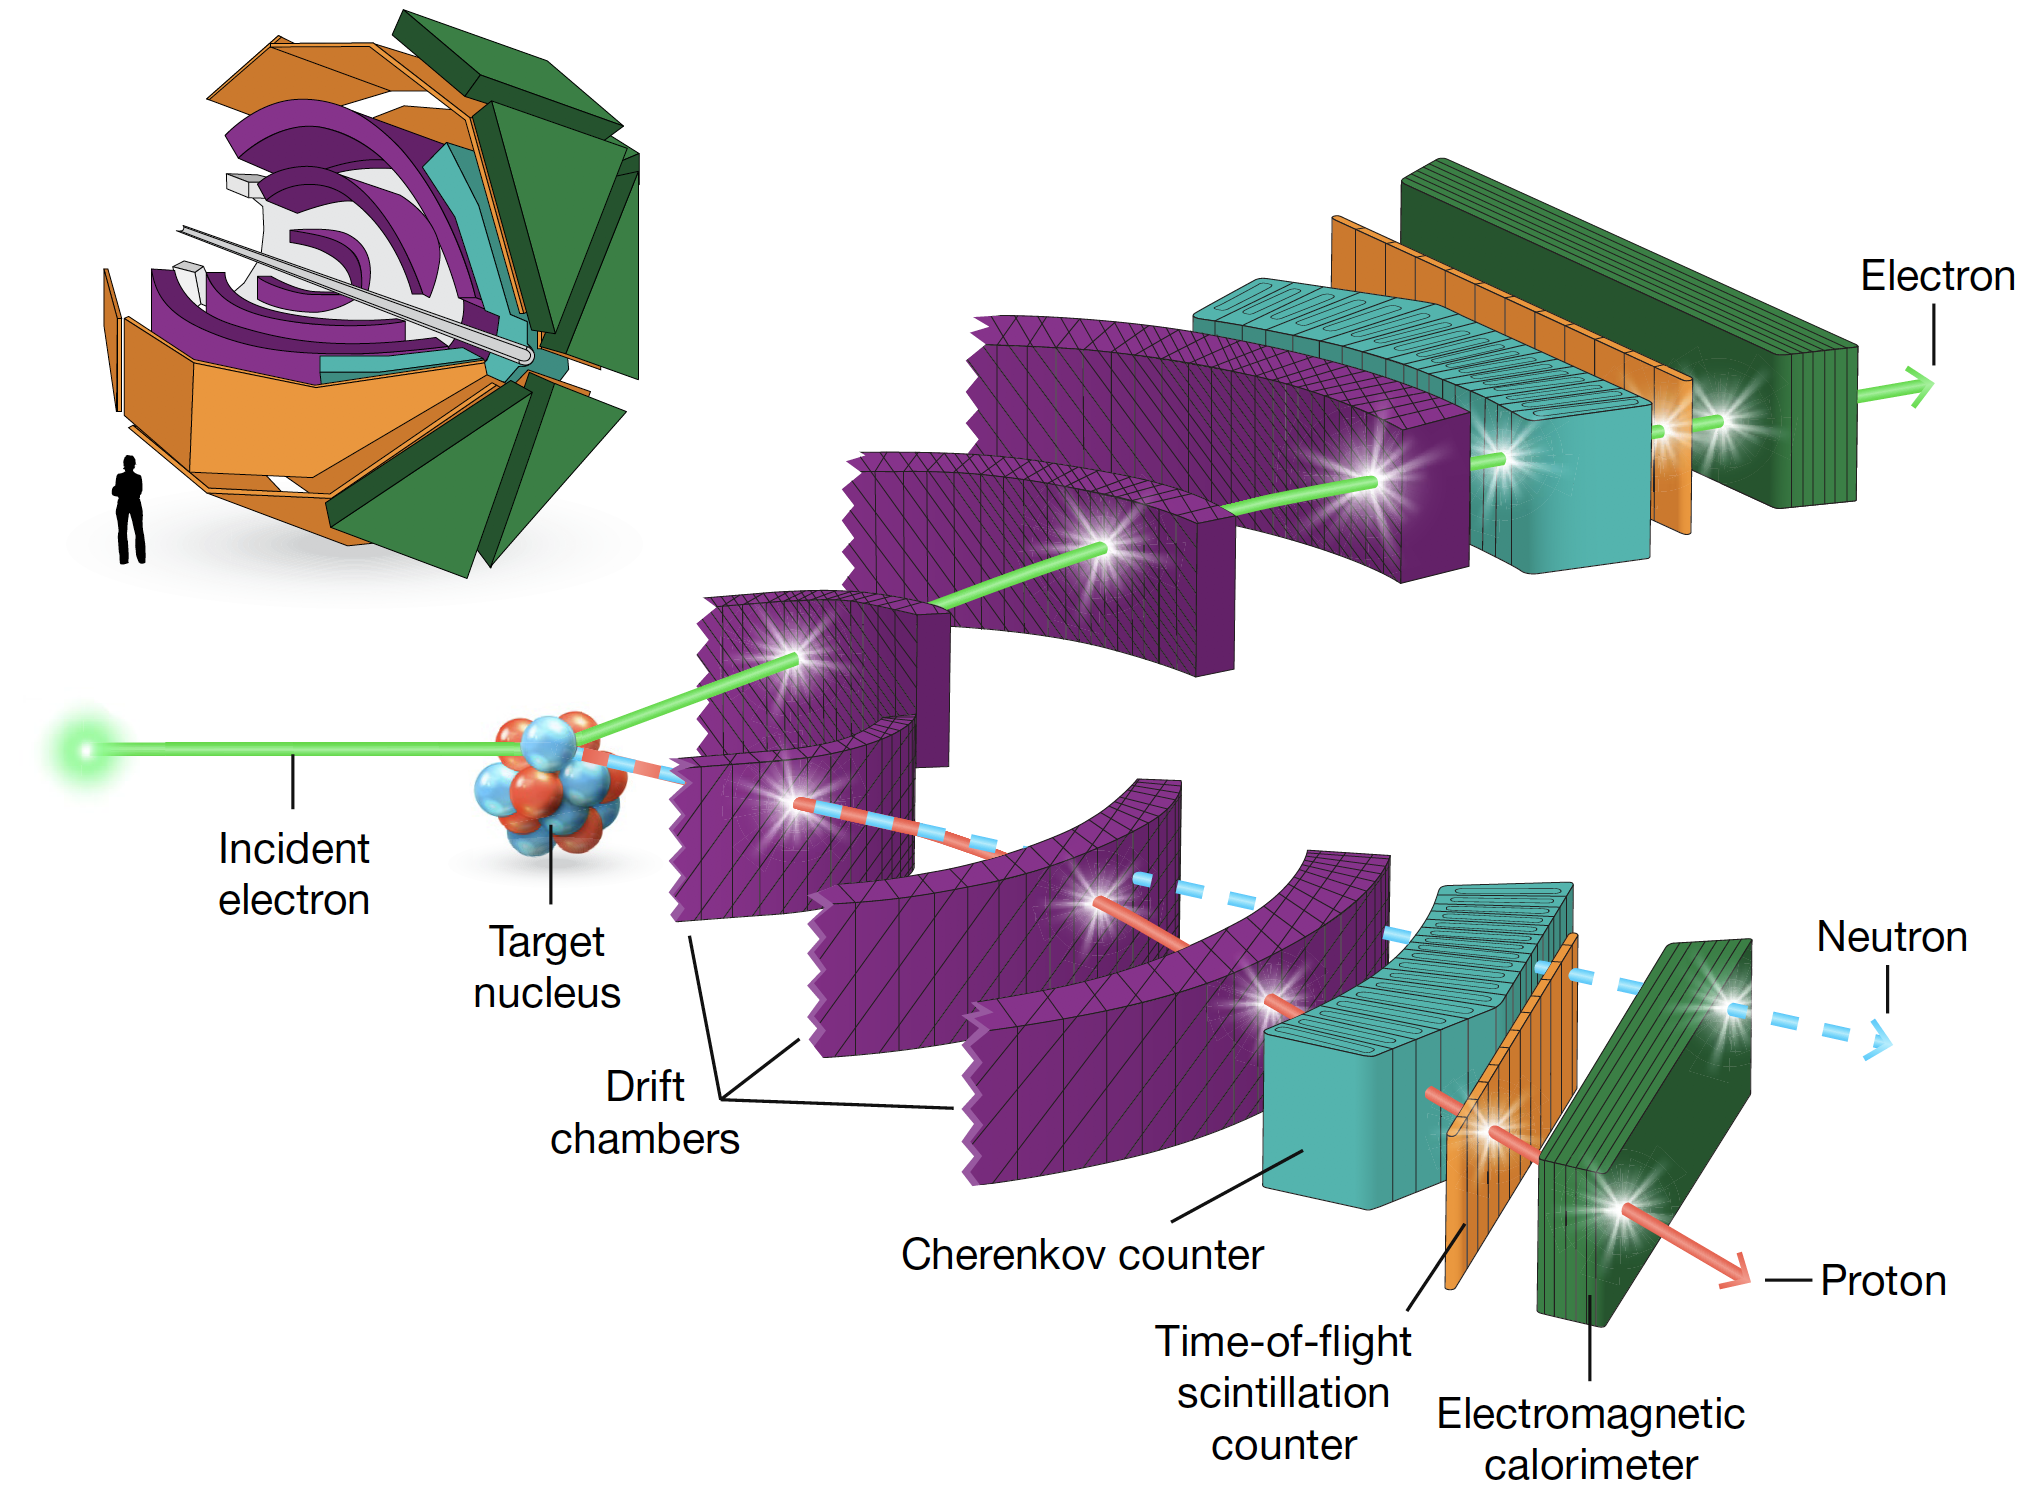 Electron
Incident
electron
Target
nucleus
Neutron
Drift
chambers
Cherenkov counter
Proton
Time-of-flight
scintillation
counter
Electromagnetic
calorimeter